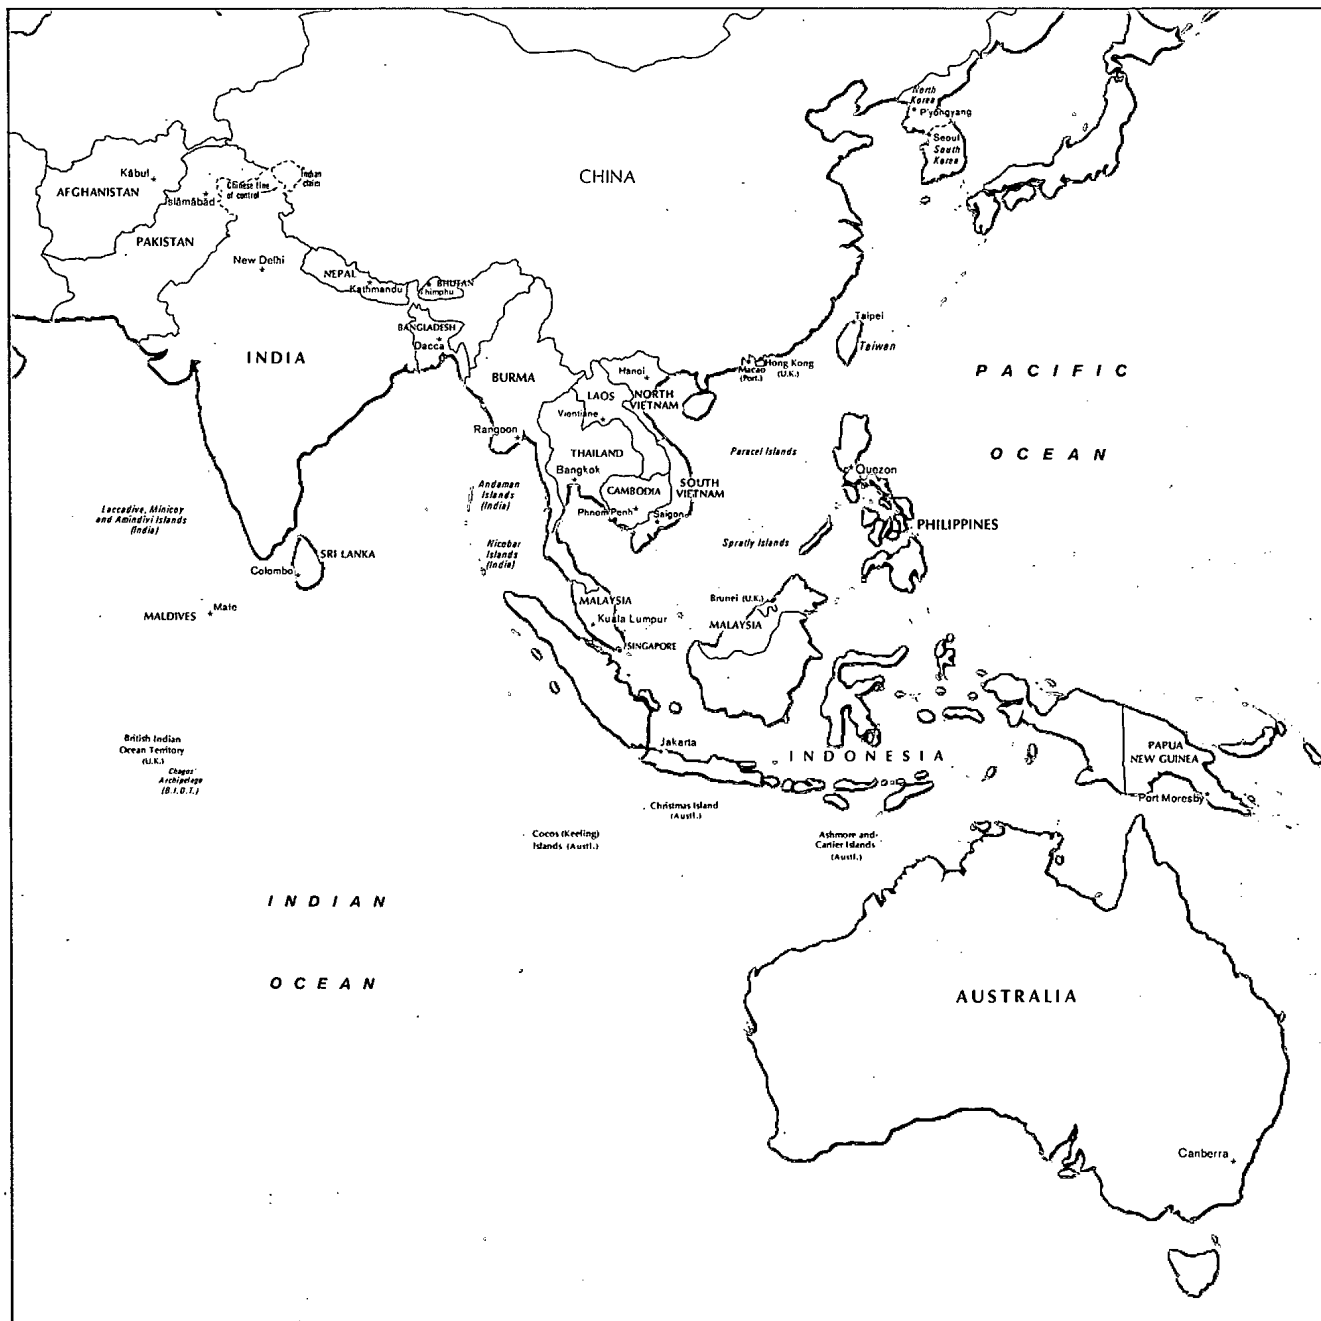 North
Korea
P'yongyang
Seoul
South
Korea
CHINA
Kābul
AFGHANISTAN
Islāmābād
Chinese line
of control
Indian
claim
PAKISTAN
New Delhi
NEPAL
Kathmandu
BHUTAN
Thimphu
BANGLADESH
Dacca
INDIA
BURMA
Rangoon
Hanoi
LAOS
NORTH
VIETNAM
Vientiane
Macao
(Port.)
Hong Kong
(U.K.)
Taipei
Taiwan
PACIFIC
OCEAN
THAILAND
Bangkok
CAMBODIA
Phnom Penh
SOUTH
VIETNAM
Saigon
Paracel Islands
Quezon
PHILIPPINES
Spratly Islands
Andaman
Islands
(India)
Nicobar
Islands
(India)
Laccadive, Minicoy
and Amindivi Islands
(India)
SRI LANKA
Colombo
MALDIVES
Male
MALAYSIA
Kuala Lumpur
SINGAPORE
Brunei (U.K.)
MALAYSIA
British Indian
Ocean Territory
(U.K.)
Chagos
Archipelago
(B.I.O.T.)
Jakarta
INDONESIA
PAPUA
NEW GUINEA
Port Moresby
Christmas Island
(Austl.)
Cocos (Keeling)
Islands (Austl.)
Ashmore and
Cartier Islands
(Austl.)
INDIAN
OCEAN
AUSTRALIA
Canberra